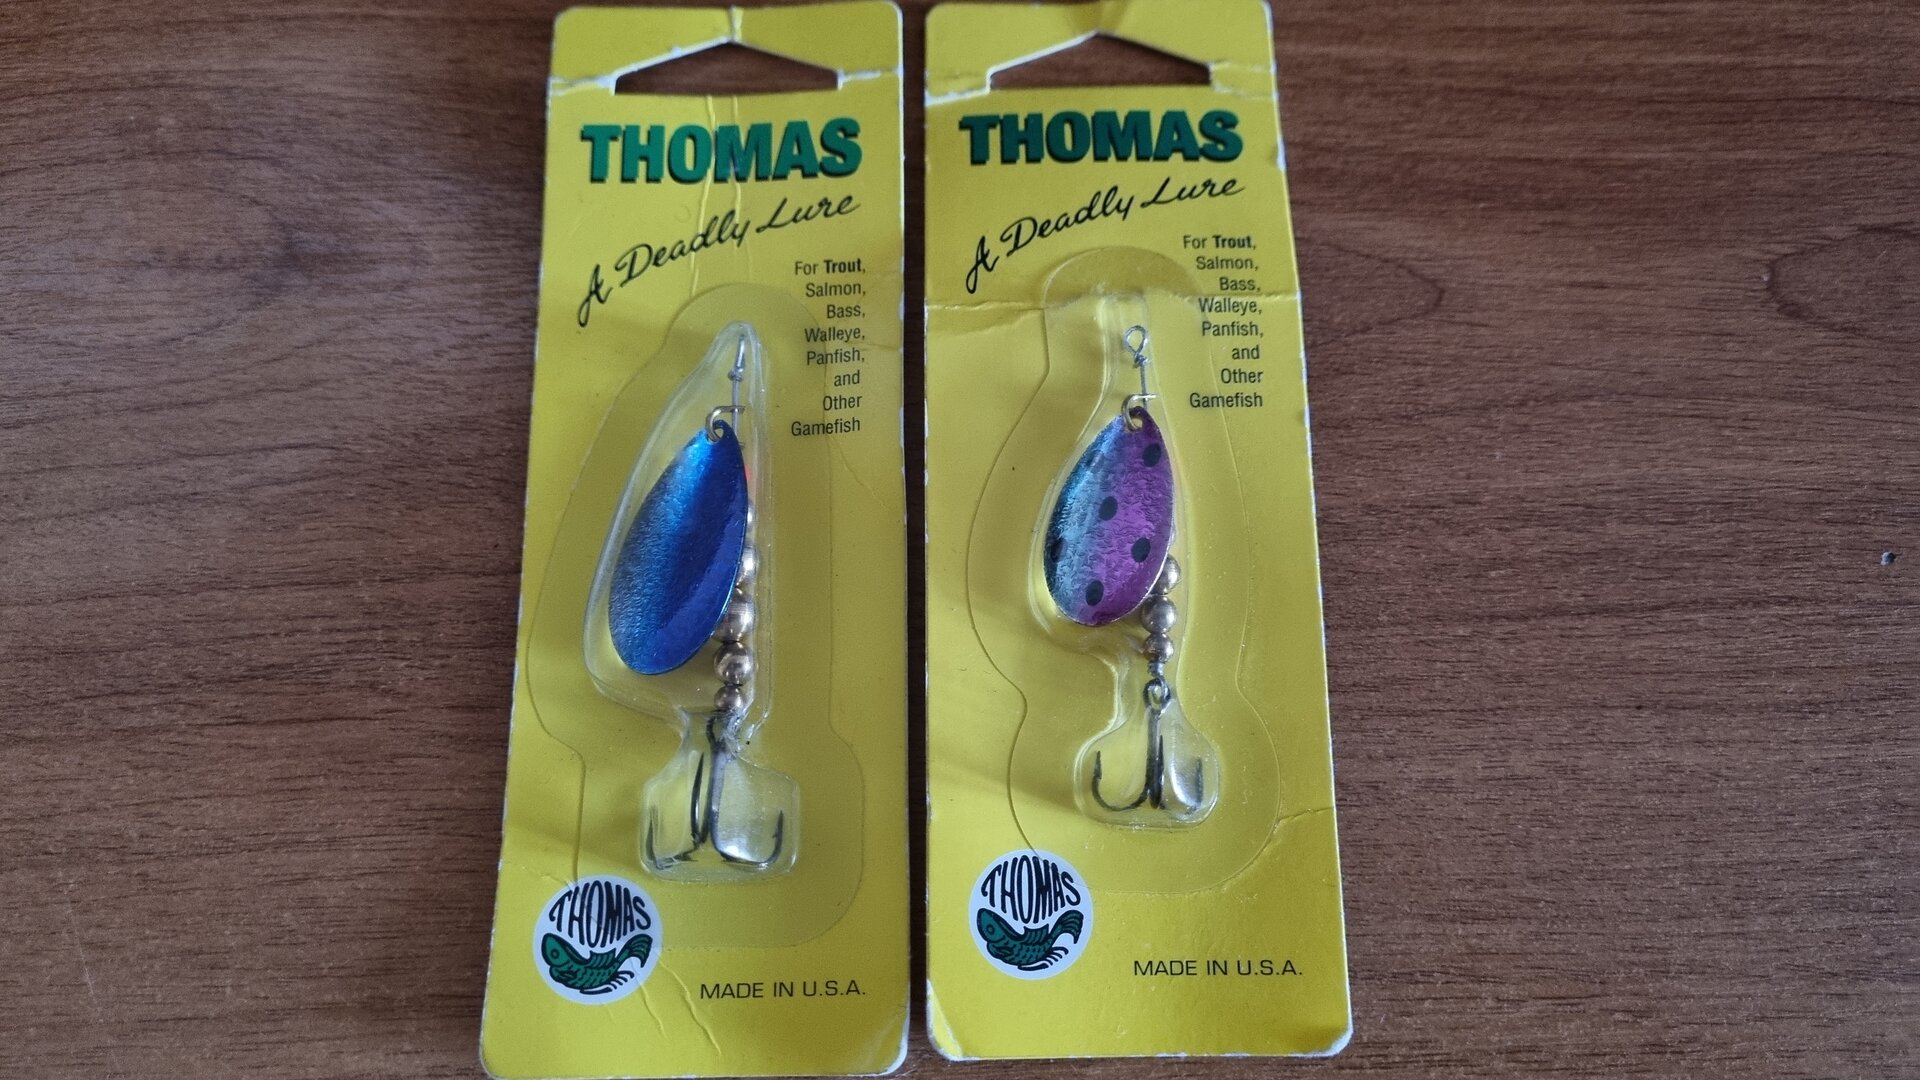 THOMAS
A Deadly Lure
For Trout,
Salmon,
Bass,
Walleye,
Panfish,
and
Other
Gamefish
THOMAS
MADE IN U.S.A.
THOMAS
A Deadly Lure
For Trout,
Salmon,
Bass,
Walleye,
Panfish,
and
Other
Gamefish
THOMAS
MADE IN U.S.A.